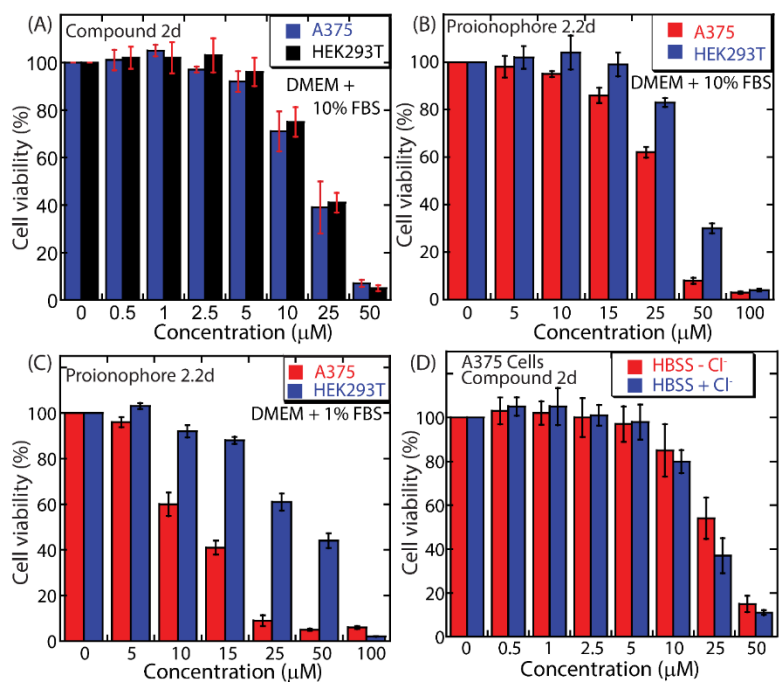 (A)
Compound 2d
A375
HEK293T
DMEM +
10% FBS
Cell viability (%)
120
100
80
60
40
20
0
0 0.5 1 2.5 5 10 25 50
Concentration (μM)
(B)
Proionophore 2.2d
A375
HEK293T
DMEM + 10% FBS
Cell viability (%)
120
100
80
60
40
20
0
0 5 10 15 25 50 100
Concentration (μM)
(C)
Proionophore 2.2d
A375
HEK293T
DMEM + 1% FBS
Cell viability (%)
120
100
80
60
40
20
0
0 5 10 15 25 50 100
Concentration (μM)
(D)
A375 Cells
Compound 2d
HBSS - Cl⁻
HBSS + Cl⁻
Cell viability (%)
120
100
80
60
40
20
0
0 0.5 1 2.5 5 10 25 50
Concentration (μM)